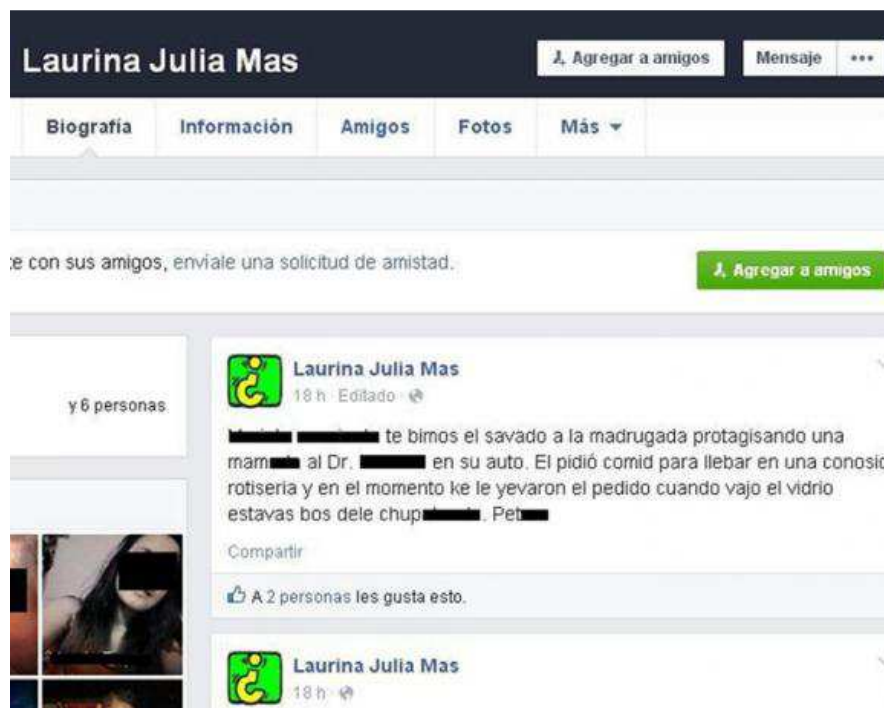 Laurina Julia Mas
Agregar a amigos
Mensaje
Biografía
Información
Amigos
Fotos
Más
con sus amigos, envíale una solicitud de amistad.
Agregar a amigos
y 6 personas
Laurina Julia Mas
18 h · Editado
te bimos el savado a la madrugada protagisando una
mam al Dr. en su auto. El pidió comid para llebar en una conosid
rotiseria y en el momento ke le yevaron el pedido cuando vajo el vidrio
estavas bos dele chup . Pet
Compartir
A 2 personas les gusta esto.
Laurina Julia Mas
18 h